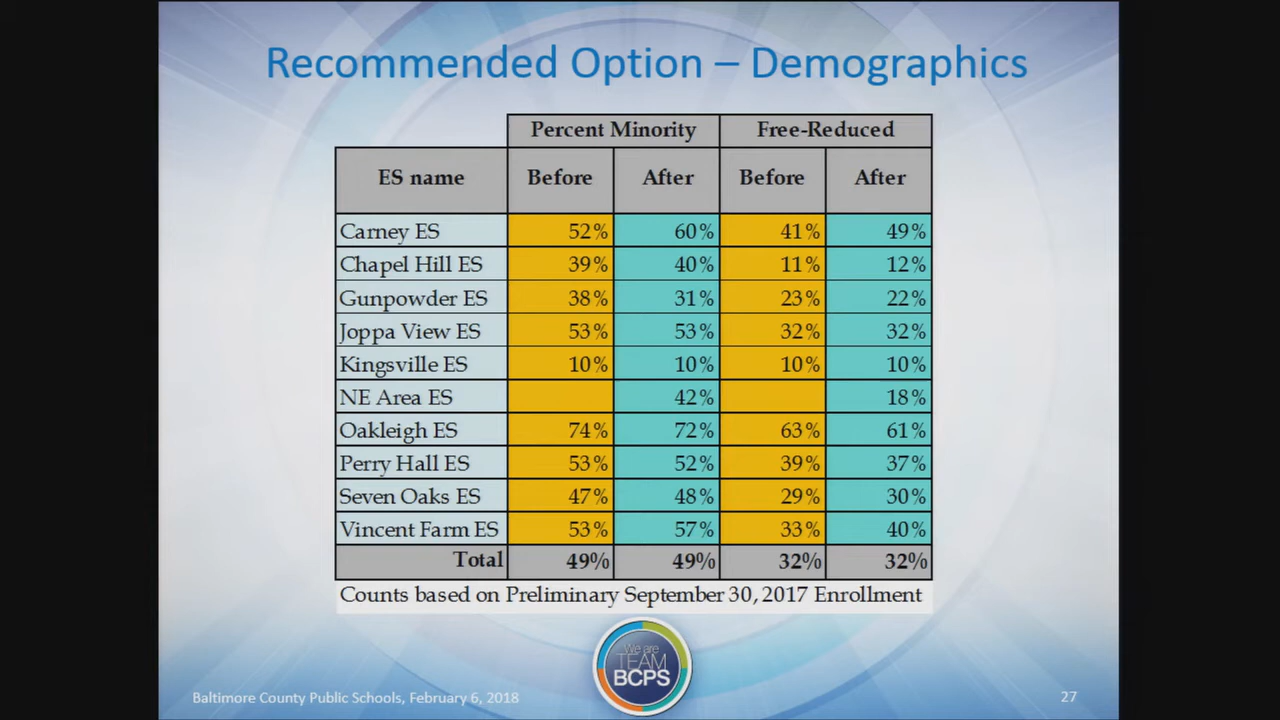 Recommended Option – Demographics
Percent Minority Free-Reduced
ES name Before After Before After
Carney ES 52% 60% 41% 49%
Chapel Hill ES 39% 40% 11% 12%
Gunpowder ES 38% 31% 23% 22%
Joppa View ES 53% 53% 32% 32%
Kingsville ES 10% 10% 10% 10%
NE Area ES 42% 18%
Oakleigh ES 74% 72% 63% 61%
Perry Hall ES 53% 52% 39% 37%
Seven Oaks ES 47% 48% 29% 30%
Vincent Farm ES 53% 57% 33% 40%
Total 49% 49% 32% 32%
Counts based on Preliminary September 30, 2017 Enrollment
We are
TEAM
BCPS
Baltimore County Public Schools, February 6, 2018 27